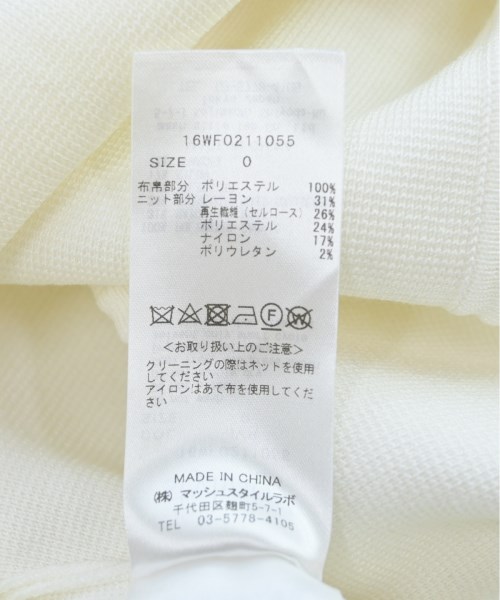 16WFO211055
SIZE 0
布帛部分 ポリエステル 100%
ニット部分 レーヨン 31%
再生繊維(セルロース) 26%
ポリエステル 24%
ナイロン 17%
ポリウレタン 2%
F W
<お取り扱い上のご注意>
クリーニングの際はネットを使用
してください
アイロンはあて布を使用してくだ
さい
MADE IN CHINA
(株)マッシュスタイルラボ
千代田区麹町5-7-1
TEL 03-5778-4105